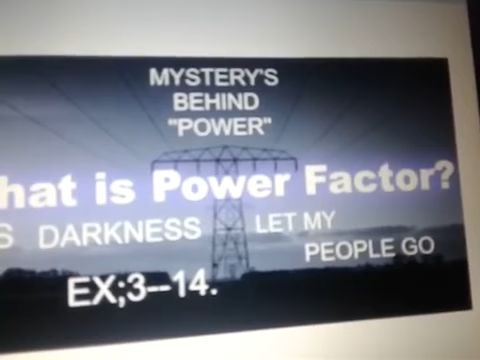 MYSTERY'S
BEHIND
"POWER"
hat is Power Factor?
S DARKNESS LET MY
PEOPLE GO
EX;3--14.